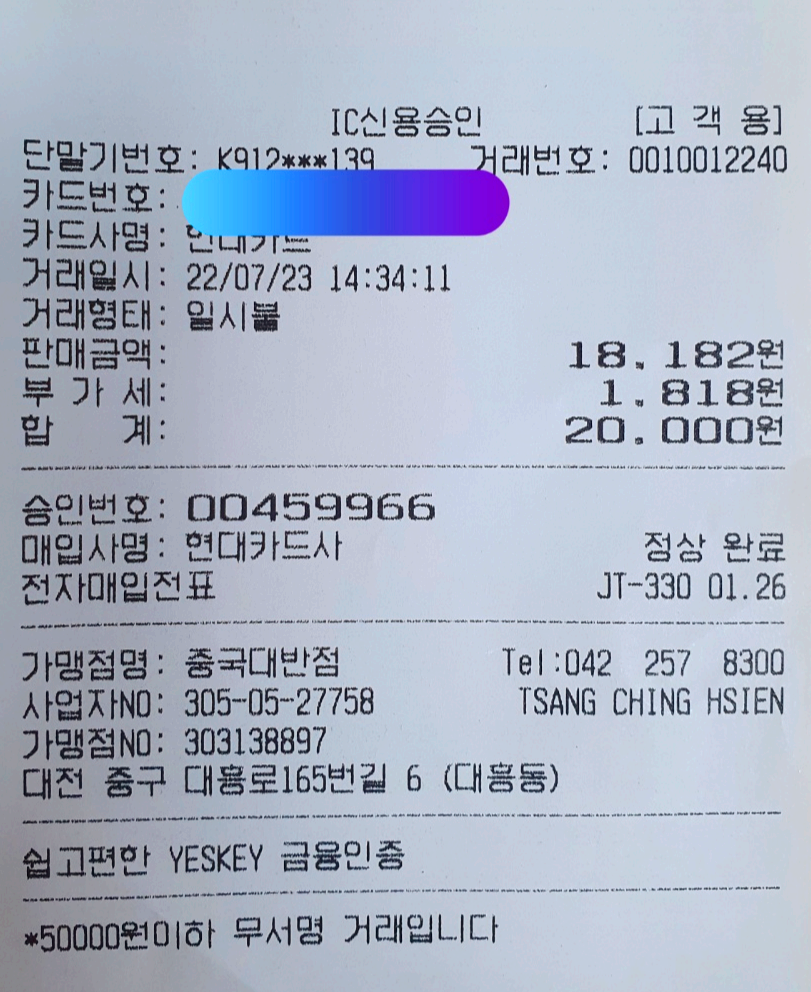 IC신용승인 [고 객 용]
단말기번호: K912***139 거래번호: 0010012240
카드번호:
카드사명: 현대카드
거래일시: 22/07/23 14:34:11
거래형태: 일시불
판매금액: 18,182원
부 가 세: 1,818원
합 계: 20,000원
승인번호: 00459966
매입사명: 현대카드사 정상 완료
전자매입전표 JT-330 01.26
가맹점명: 중국대반점 Tel:042 257 8300
사업자NO: 305-05-27758 TSANG CHING HSIEN
가맹점NO: 303138897
대전 중구 대흥로165번길 6 (대흥동)
쉽고편한 YESKEY 금융인증
*50000원이하 무서명 거래입니다